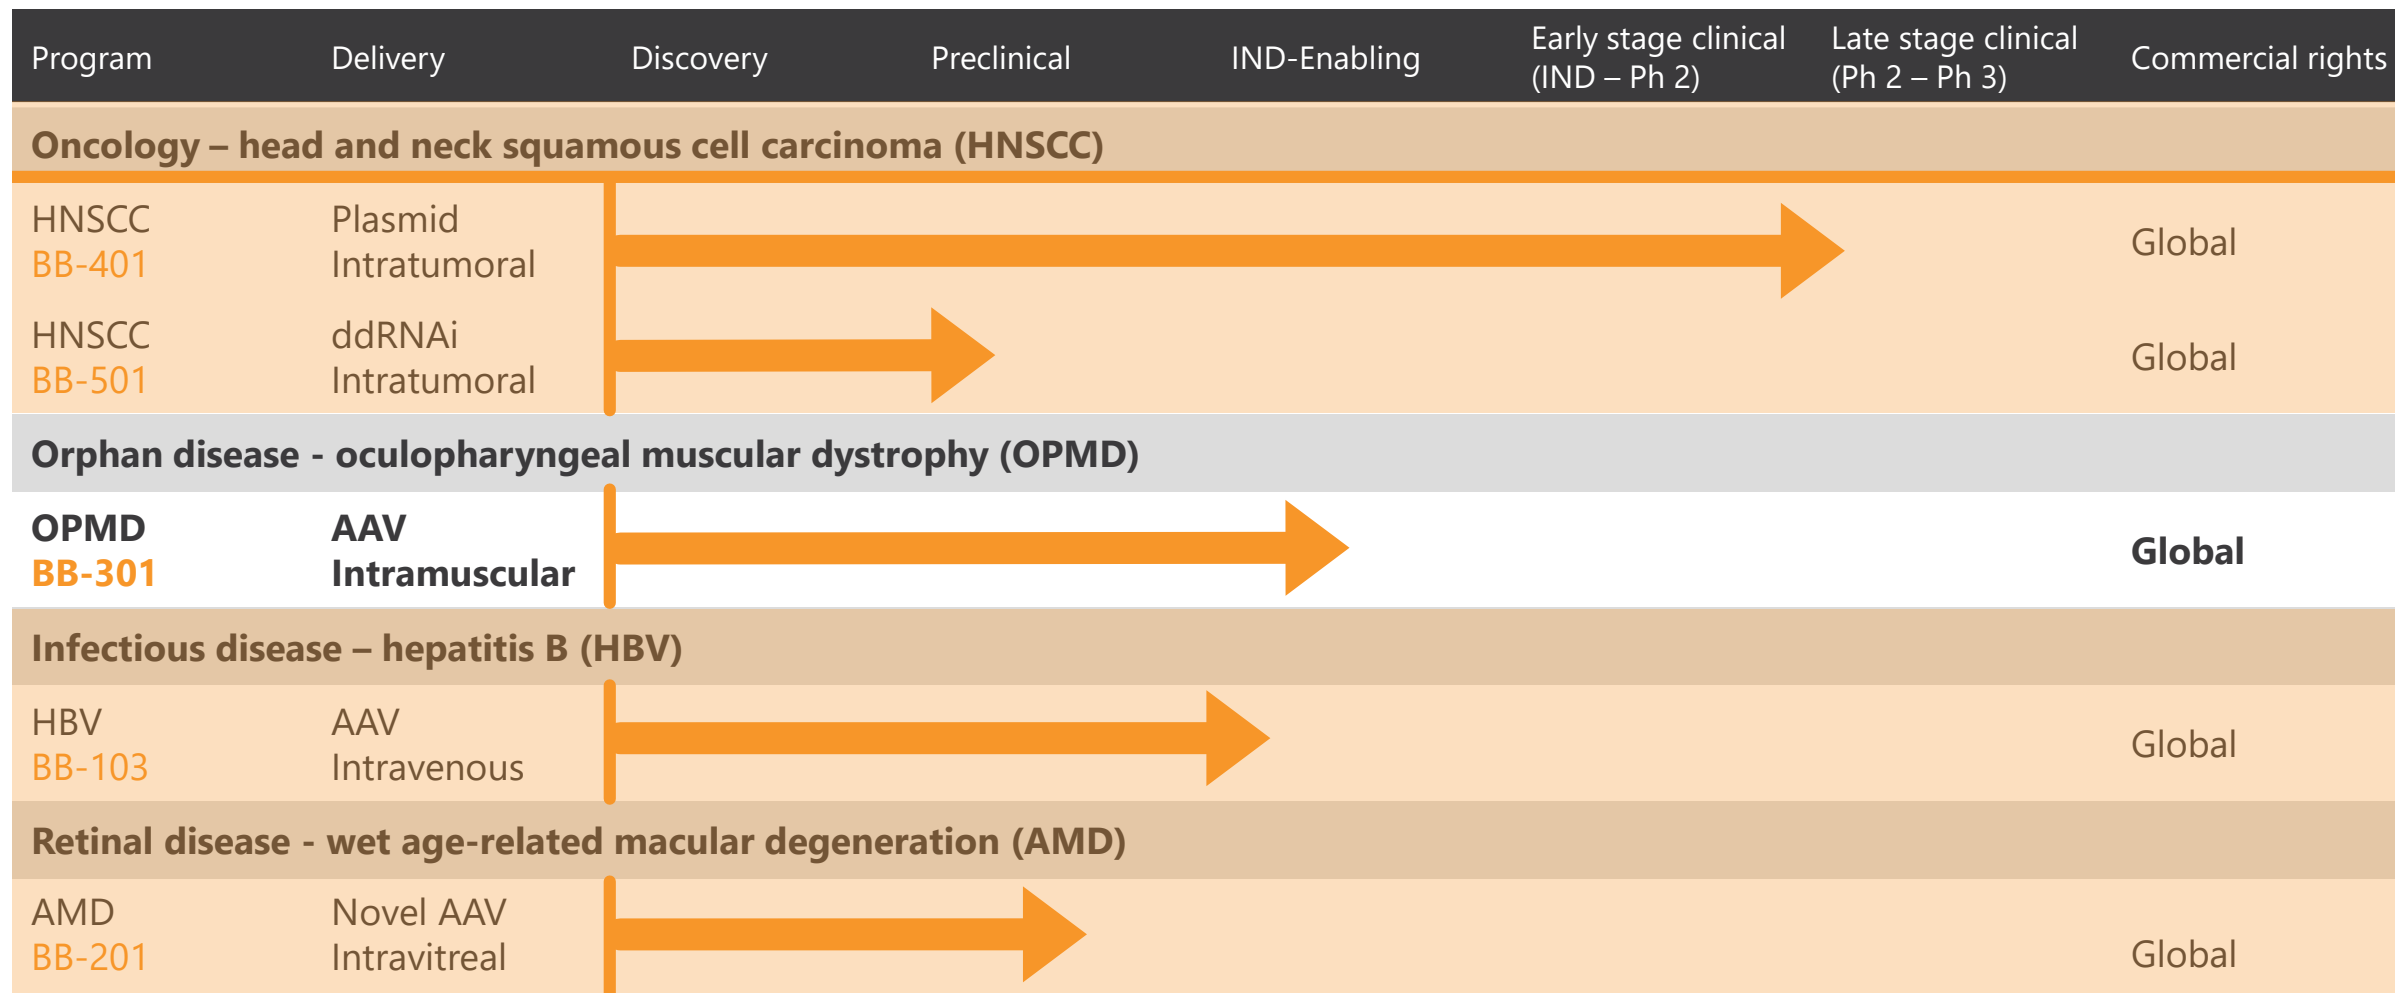 Program Delivery Discovery Preclinical IND-Enabling Early stage clinical (IND – Ph 2) Late stage clinical (Ph 2 – Ph 3) Commercial rights
Oncology – head and neck squamous cell carcinoma (HNSCC)
HNSCC Plasmid
BB-401 Intratumoral
Global
HNSCC ddRNAi
BB-501 Intratumoral
Global
Orphan disease - oculopharyngeal muscular dystrophy (OPMD)
OPMD AAV
BB-301 Intramuscular
Global
Infectious disease – hepatitis B (HBV)
HBV AAV
BB-103 Intravenous
Global
Retinal disease - wet age-related macular degeneration (AMD)
AMD Novel AAV
BB-201 Intravitreal
Global